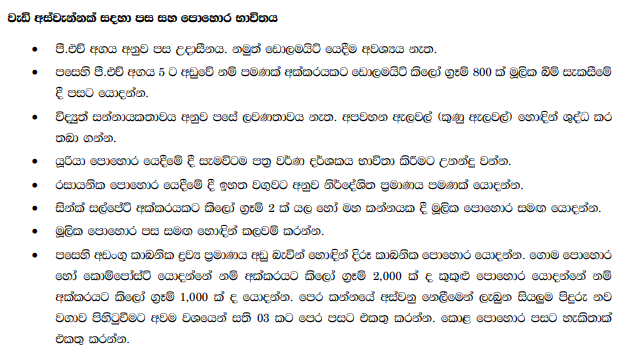 වැඩි අස්වැන්නක් සඳහා පස සහ පොහොර භාවිතය
• පී.එච් අගය අනුව පස උදාසීනය. නමුත් ඩොලමයිට් යෙදීම අවශ්‍යය නැත.
• පසෙහි පී.එච් අගය 5 ට අඩුවේ නම් පමණක් අක්කරයකට ඩොලමයිට් කිලෝ ග්‍රෑම් 800 ක් මූලික බිම් සැකසීමේ
දී පසට යොදන්න.
• විද්‍යුත් සන්නායකතාවය අනුව පසේ ලවණතාවය නැත. අපවහන ඇලවල් (කුණු ඇලවල්) හොඳින් ශුද්ධ කර
තබා ගන්න.
• යූරියා පොහොර යෙදීමේ දී සැමවිටම පත්‍ර වර්ණ දර්ශකය භාවිතා කිරීමට උනන්දු වන්න.
• රසායනික පොහොර යෙදීමේ දී ඉහත වගුවට අනුව නිර්දේශිත ප්‍රමාණය පමණක් යොදන්න.
• සින්ක් සල්පේට් අක්කරයකට කිලෝ ග්‍රෑම් 2 ක් යල හෝ මහ කන්නයක දී මූලික පොහොර සමඟ යොදන්න.
• මූලික පොහොර පස සමඟ හොඳින් කලවම් කරන්න.
• පසෙහි අඩංගු කාබනික ද්‍රව්‍ය ප්‍රමාණය අඩු බැවින් හොඳින් දිරූ කාබනික පොහොර යොදන්න. ගොම පොහොර
හෝ කොම්පෝස්ට් යොදන්නේ නම් අක්කරයට කිලෝ ග්‍රෑම් 2,000 ක් ද කුකුළු පොහොර යොදන්නේ නම්
අක්කරයට කිලෝ ග්‍රෑම් 1,000 ක් ද යොදන්න. පෙර කන්නයේ අස්වනු නෙලීමෙන් ලැබුන සියලුම පිදුරු නව
වගාව පිහිටුවීමට අවම වශයෙන් සති 03 කට පෙර පසට එකතු කරන්න. කොළ පොහොර පසට හැකිතාක්
එකතු කරන්න.